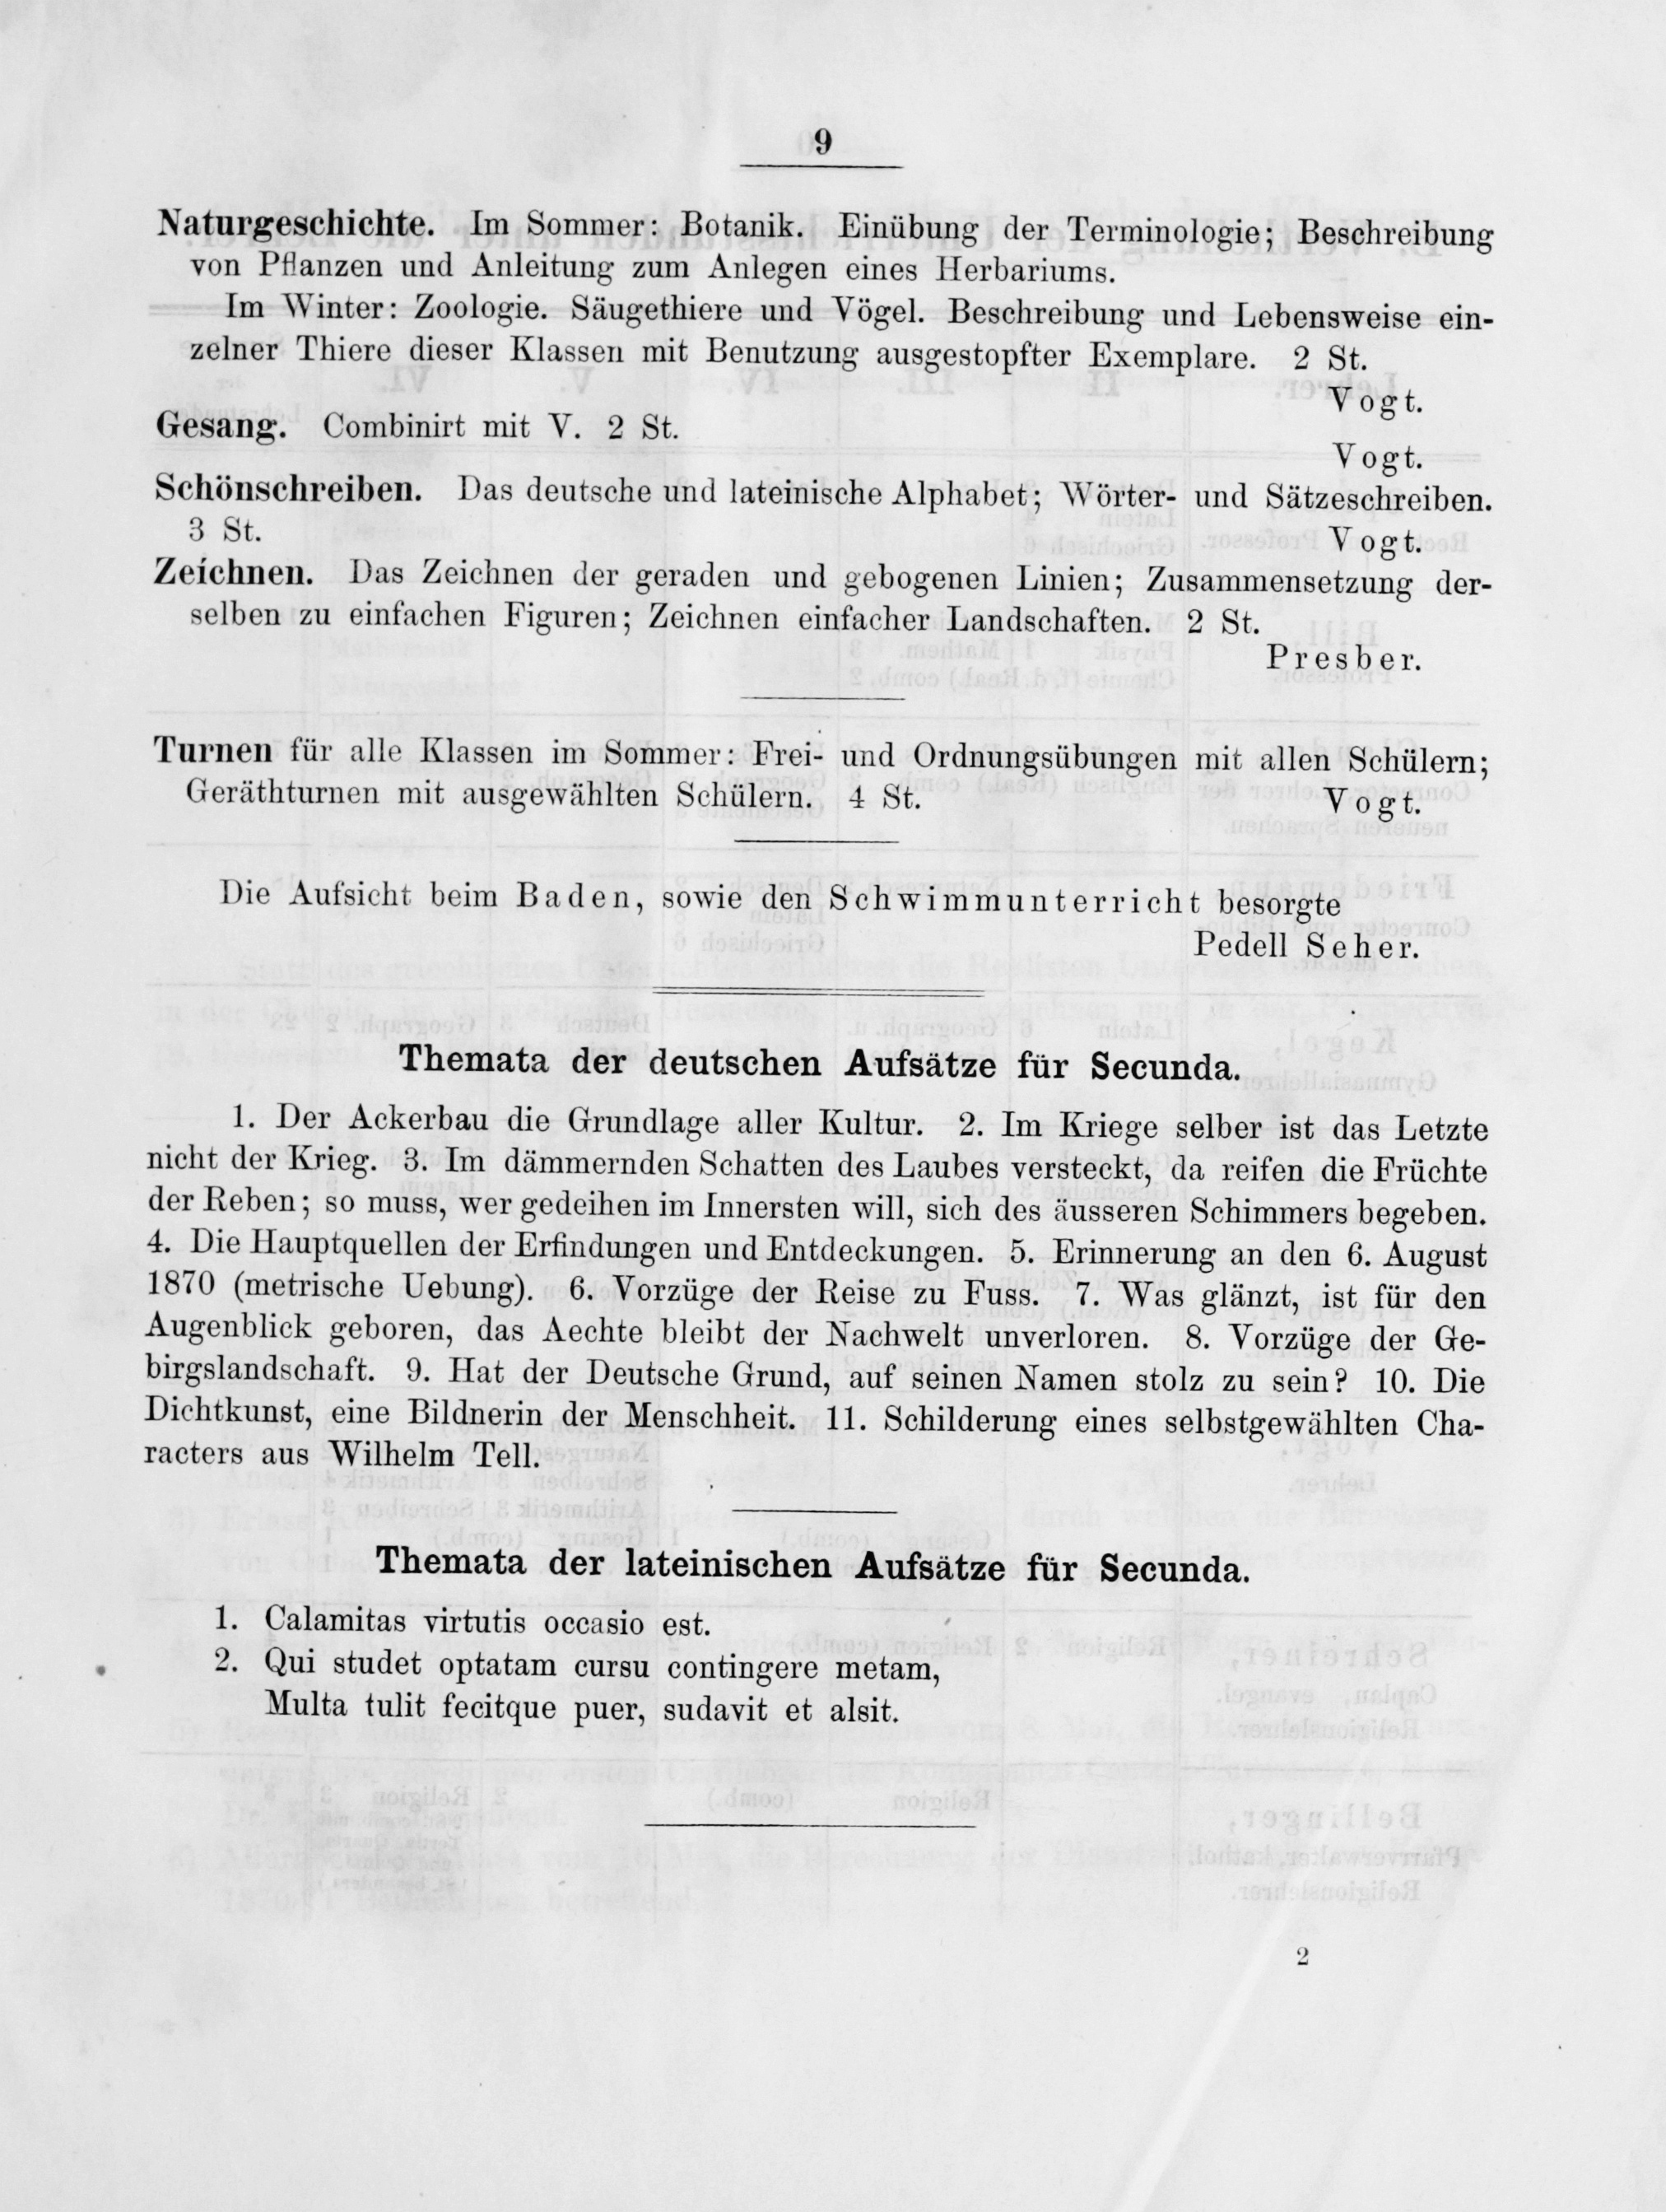 9
Naturgeschichte. Im Sommer: Botanik. Einübung der Terminologie; Beschreibung
von Pflanzen und Anleitung zum Anlegen eines Herbariums.
Im Winter: Zoologie. Säugethiere und Vögel. Beschreibung und Lebensweise ein-
zelner Thiere dieser Klassen mit Benutzung ausgestopfter Exemplare. 2 St.
Vogt.
Gesang. Combinirt mit V. 2 St.
Vogt.
Schönschreiben. Das deutsche und lateinische Alphabet; Wörter- und Sätzeschreiben.
3 St. Vogt.
Zeichnen. Das Zeichnen der geraden und gebogenen Linien; Zusammensetzung der-
selben zu einfachen Figuren; Zeichnen einfacher Landschaften. 2 St.
Presber.
Turnen für alle Klassen im Sommer: Frei- und Ordnungsübungen mit allen Schülern;
Geräthturnen mit ausgewählten Schülern. 4 St. Vogt.
Die Aufsicht beim Baden, sowie den Schwimmunterricht besorgte
Pedell Seher.
Themata der deutschen Aufsätze für Secunda.
1. Der Ackerbau die Grundlage aller Kultur. 2. Im Kriege selber ist das Letzte
nicht der Krieg. 3. Im dämmernden Schatten des Laubes versteckt, da reifen die Früchte
der Reben; so muss, wer gedeihen im Innersten will, sich des äusseren Schimmers begeben.
4. Die Hauptquellen der Erfindungen und Entdeckungen. 5. Erinnerung an den 6. August
1870 (metrische Uebung). 6. Vorzüge der Reise zu Fuss. 7. Was glänzt, ist für den
Augenblick geboren, das Aechte bleibt der Nachwelt unverloren. 8. Vorzüge der Ge-
birgslandschaft. 9. Hat der Deutsche Grund, auf seinen Namen stolz zu sein? 10. Die
Dichtkunst, eine Bildnerin der Menschheit. 11. Schilderung eines selbstgewählten Cha-
racters aus Wilhelm Tell.
Themata der lateinischen Aufsätze für Secunda.
1. Calamitas virtutis occasio est.
2. Qui studet optatam cursu contingere metam,
Multa tulit fecitque puer, sudavit et alsit.
2